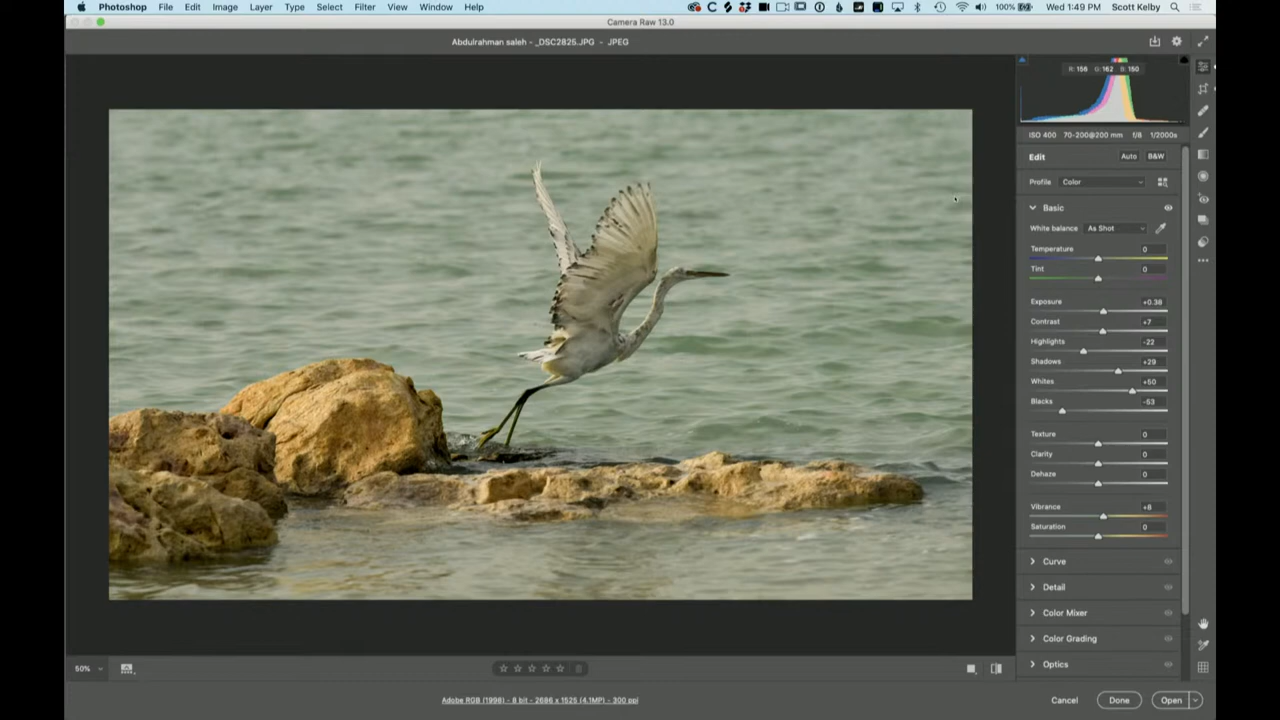 Photoshop File Edit Image Layer Type Select Filter View Window Help 100% Wed 1:49 PM Scott Kelby
Camera Raw 13.0
Abdulrahman saleh - _DSC2825.JPG - JPEG
R: 156 G: 162 B: 150
ISO 400 70-200@200 mm f/8 1/2000s
Edit Auto B&W
Profile Color
Basic
White balance As Shot
Temperature 0
Tint 0
Exposure +0.38
Contrast +7
Highlights -22
Shadows +29
Whites +50
Blacks -53
Texture 0
Clarity 0
Dehaze 0
Vibrance +8
Saturation 0
Curve
Detail
Color Mixer
Color Grading
Optics
50%
Adobe RGB (1998) - 8 bit - 2686 x 1525 (4.1MP) - 300 ppi
Cancel Done Open